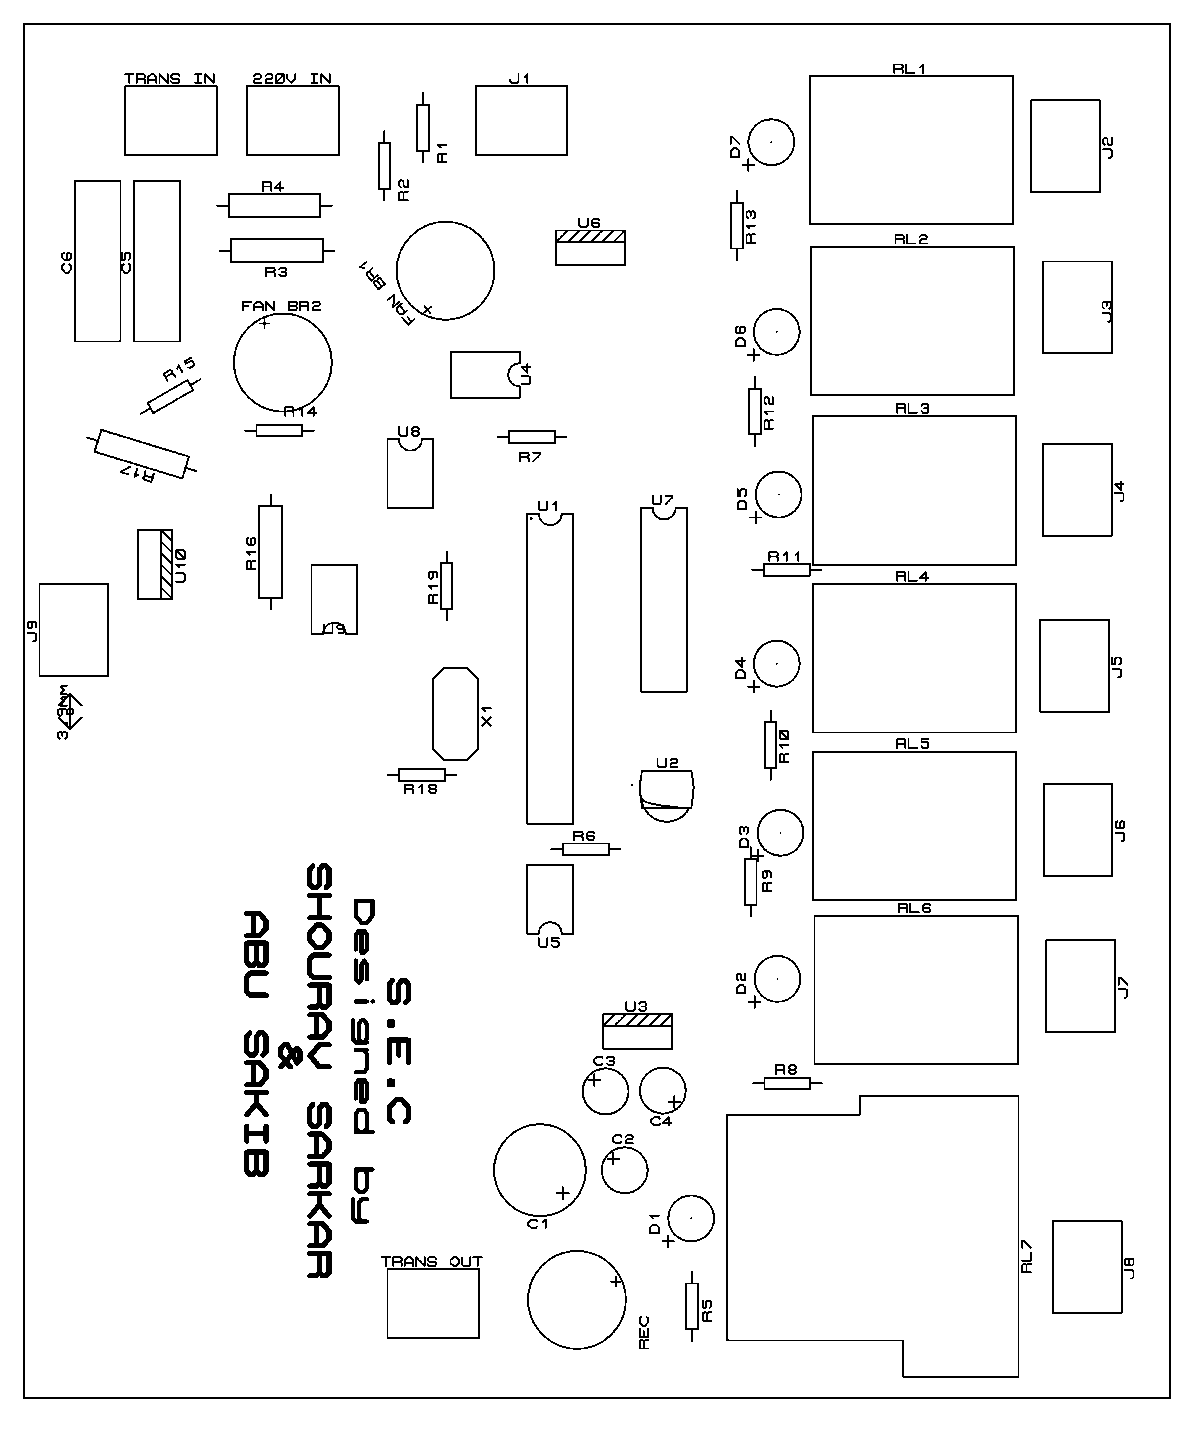 RL1
TRANS IN
220V IN
J1
J2
D7
R1
R2
R4
R13
U6
RL2
C6
C5
R3
FAN BR1
FAN BR2
J3
D6
R15
U4
R12
RL3
R14
U8
R7
R17
D5
J4
U1
U7
R16
U10
R11
R19
RL4
J9
U9
D4
J5
3.9MM
X1
R10
RL5
U2
R18
D3
J6
R6
R9
RL6
U5
S.E.C
Designed by
SHOURAV SARKAR
&
ABU SAKIB
D2
J7
U3
C3
C4
R8
C2
C1
D1
RL7
J8
TRANS OUT
R5
REC